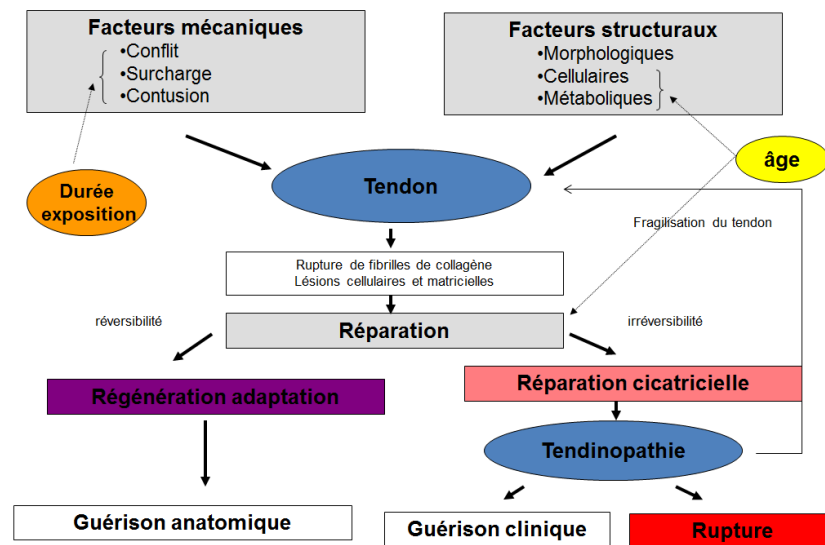 Facteurs mécaniques
•Conflit
•Surcharge
•Contusion
Facteurs structuraux
•Morphologiques
•Cellulaires
•Métaboliques
Durée
exposition
Tendon
âge
Fragilisation du tendon
Rupture de fibrilles de collagène
Lésions cellulaires et matricielles
réversibilité
Réparation
irréversibilité
Régénération adaptation
Réparation cicatricielle
Tendinopathie
Guérison anatomique
Guérison clinique
Rupture